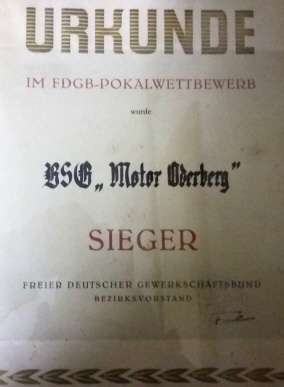 URKUNDE
IM FDGB-POKALWETTBEWERB
wurde
BSG „Motor Oderberg"
SIEGER
FREIER DEUTSCHER GEWERKSCHAFTSBUND
BEZIRKSVORSTAND